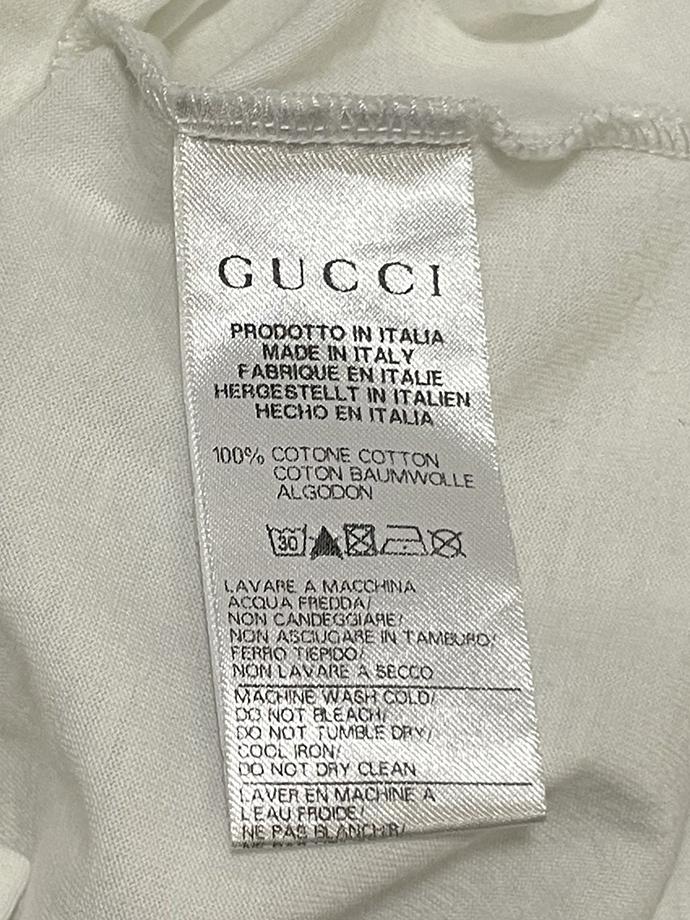 GUCCI
PRODOTTO IN ITALIA
MADE IN ITALY
FABRIQUE EN ITALIE
HERGESTELLT IN ITALIEN
HECHO EN ITALIA
100% COTONE COTTON
COTON BAUMWOLLE
ALGODON
30
LAVARE A MACCHINA
ACQUA FREDDA/
NON CANDEGGIARE/
NON ASCIUGARE IN TAMBURO/
FERRO TIEPIDO/
NON LAVARE A SECCO
MACHINE WASH COLD/
DO NOT BLEACH/
DO NOT TUMBLE DRY/
COOL IRON/
DO NOT DRY CLEAN
LAVER EN MACHINE A
L'EAU FROIDE/
NE PAS BLANCHIR/